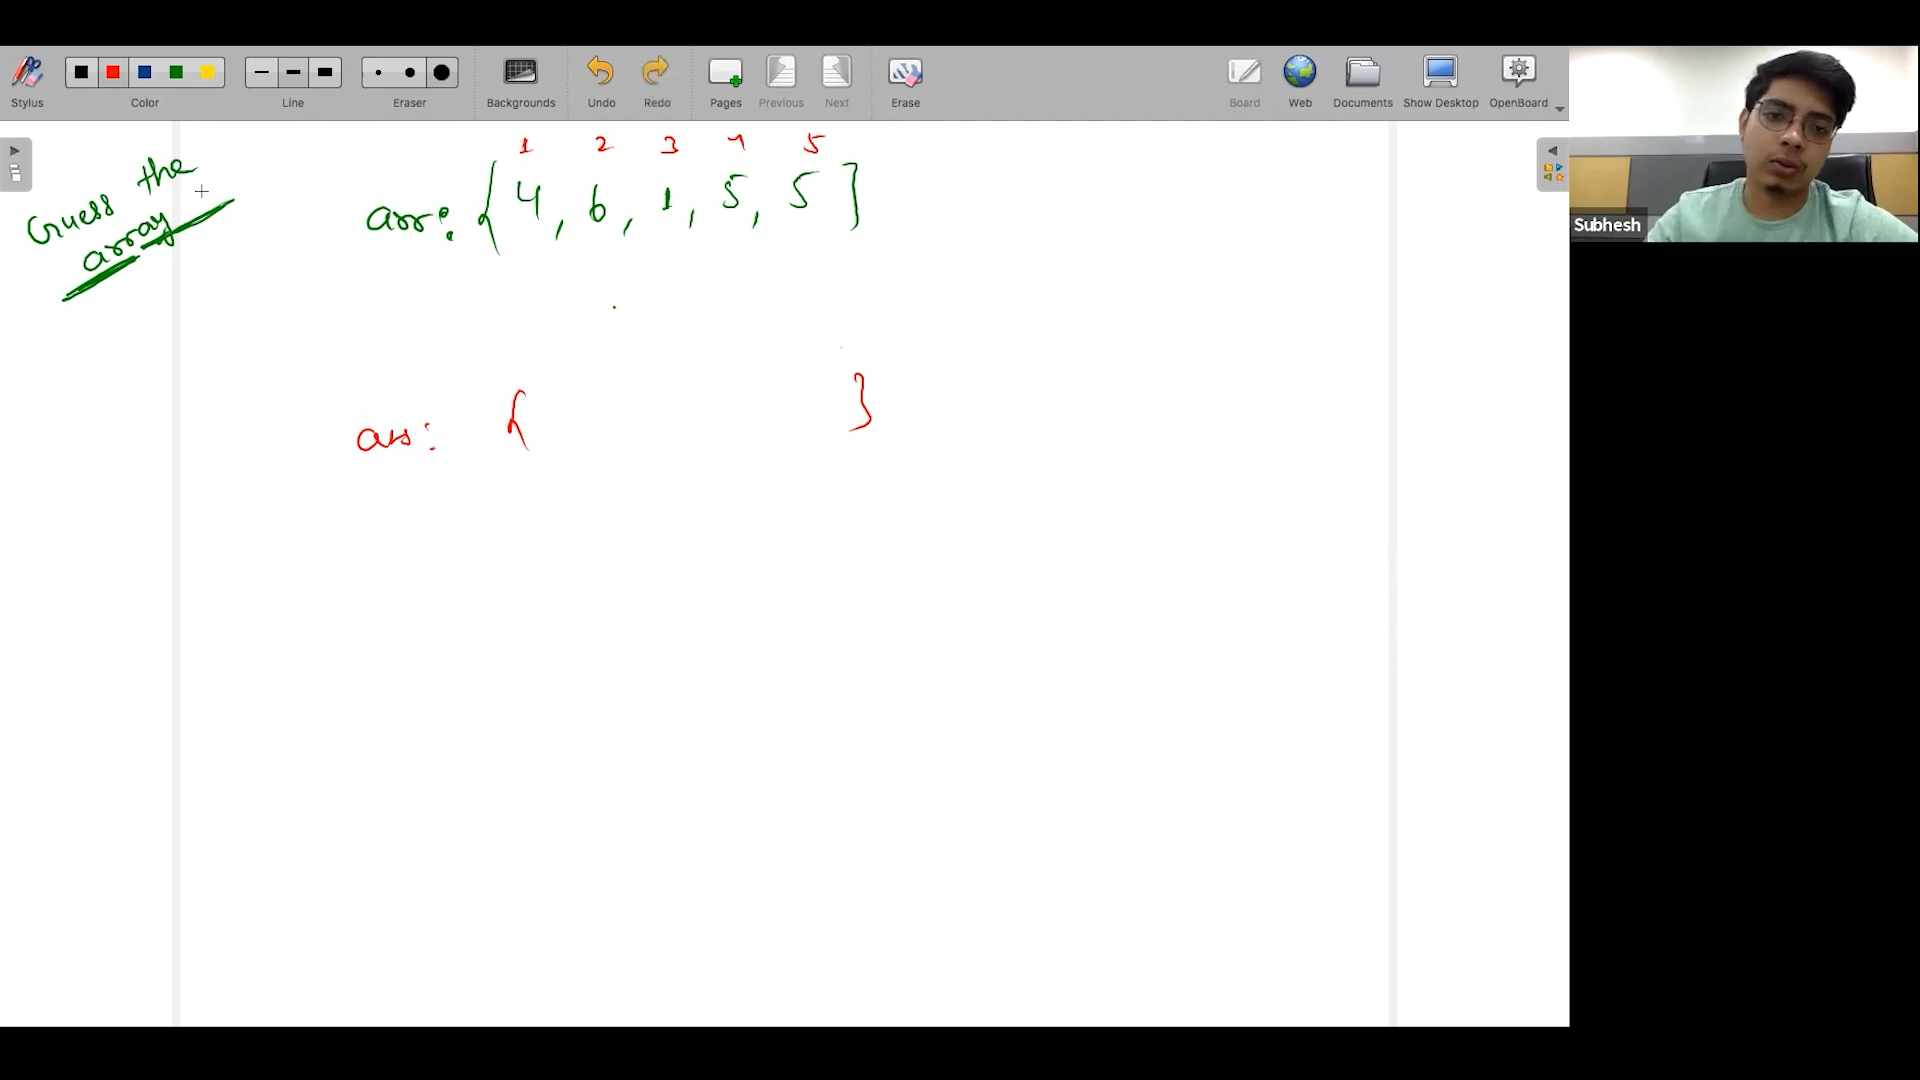 Stylus
Color
Line
Eraser
Backgrounds
Undo
Redo
Pages
Previous
Next
Erase
Board
Web
Documents
Show Desktop
OpenBoard
Guess the
array
1 2 3 4 5
arr: { 4, 6, 1, 5, 5 }
Subhesh
ans: { }